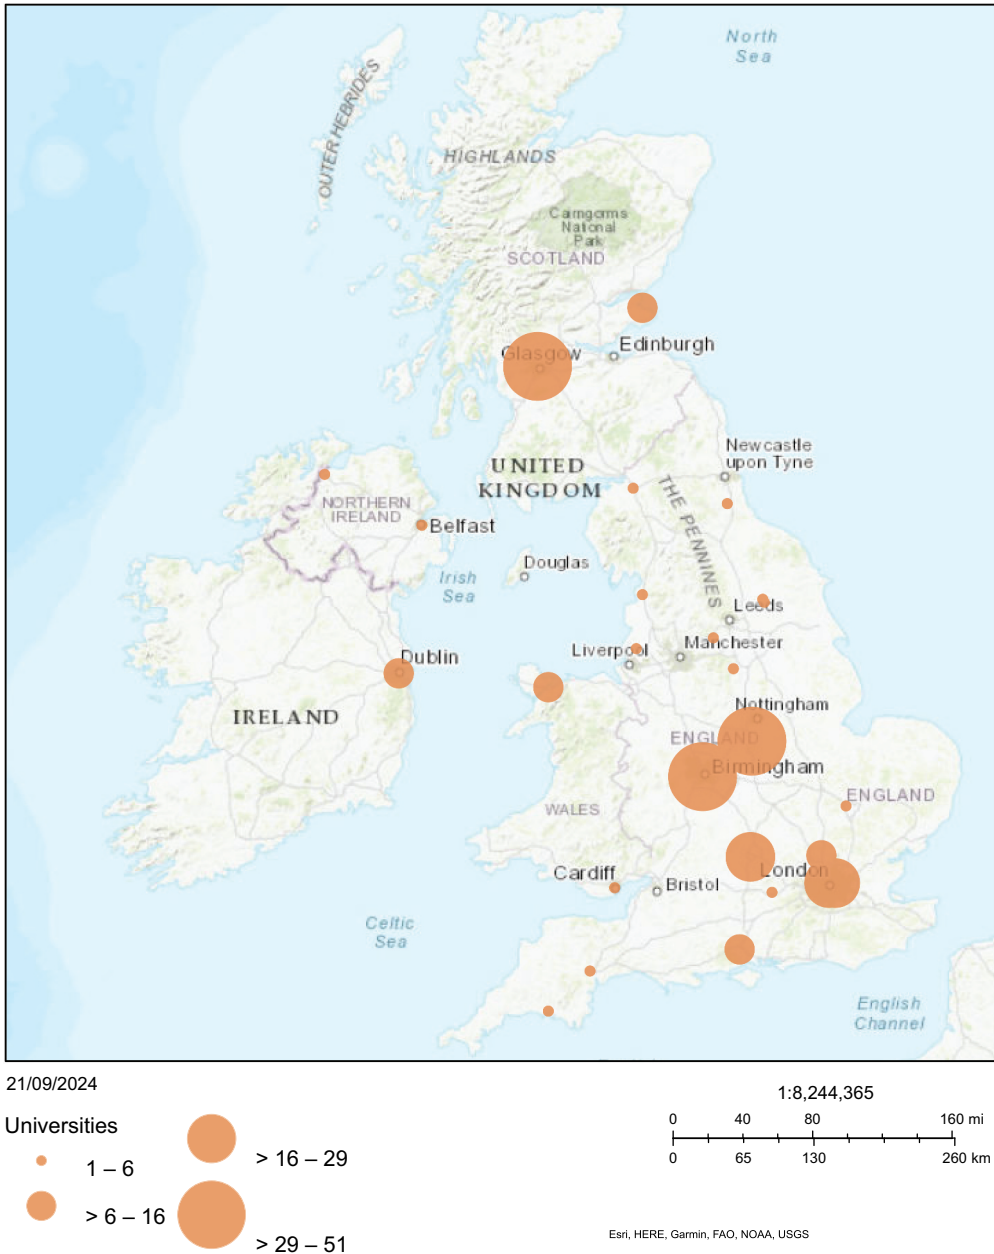 North
Sea
OUTER HEBRIDES
HIGHLANDS
Cairngorms
National
Park
SCOTLAND
Glasgow
Edinburgh
Newcastle
upon Tyne
UNITED
KINGDOM
THE PENNINES
NORTHERN
IRELAND
Belfast
Douglas
Irish
Sea
Leeds
Manchester
Liverpool
Dublin
Nottingham
IRELAND
ENGLAND
Birmingham
ENGLAND
WALES
London
Cardiff
Bristol
Celtic
Sea
English
Channel
21/09/2024
1:8,244,365
0 40 80 160 mi
0 65 130 260 km
Universities
1 – 6
> 6 – 16
> 16 – 29
> 29 – 51
Esri, HERE, Garmin, FAO, NOAA, USGS